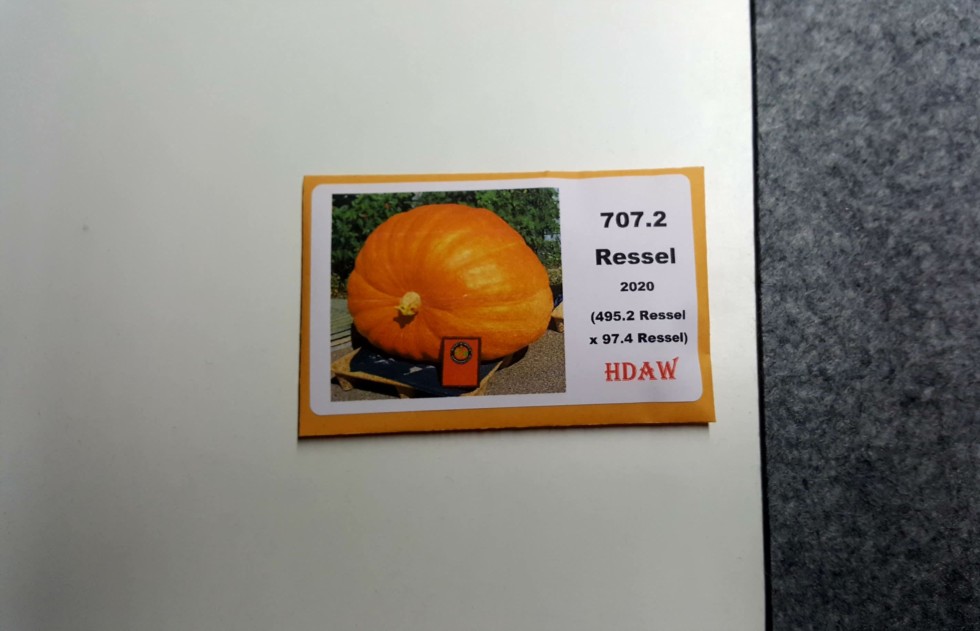 707.2
Ressel
2020
(495.2 Ressel
x 97.4 Ressel)
HDAW